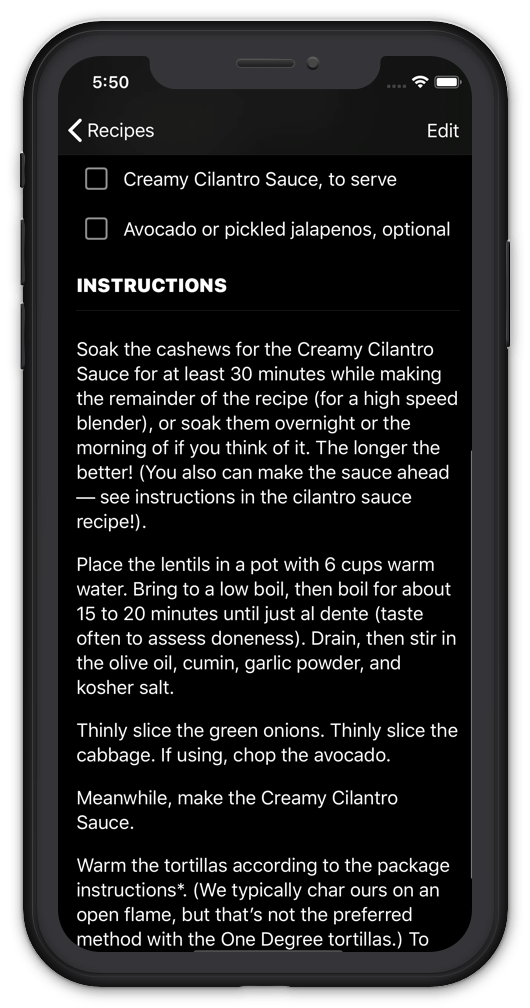 5:50
Recipes
Edit
Creamy Cilantro Sauce, to serve
Avocado or pickled jalapenos, optional
INSTRUCTIONS
Soak the cashews for the Creamy Cilantro
Sauce for at least 30 minutes while making
the remainder of the recipe (for a high speed
blender), or soak them overnight or the
morning of if you think of it. The longer the
better! (You also can make the sauce ahead
— see instructions in the cilantro sauce
recipe!).
Place the lentils in a pot with 6 cups warm
water. Bring to a low boil, then boil for about
15 to 20 minutes until just al dente (taste
often to assess doneness). Drain, then stir in
the olive oil, cumin, garlic powder, and
kosher salt.
Thinly slice the green onions. Thinly slice the
cabbage. If using, chop the avocado.
Meanwhile, make the Creamy Cilantro
Sauce.
Warm the tortillas according to the package
instructions*. (We typically char ours on an
open flame, but that’s not the preferred
method with the One Degree tortillas.) To